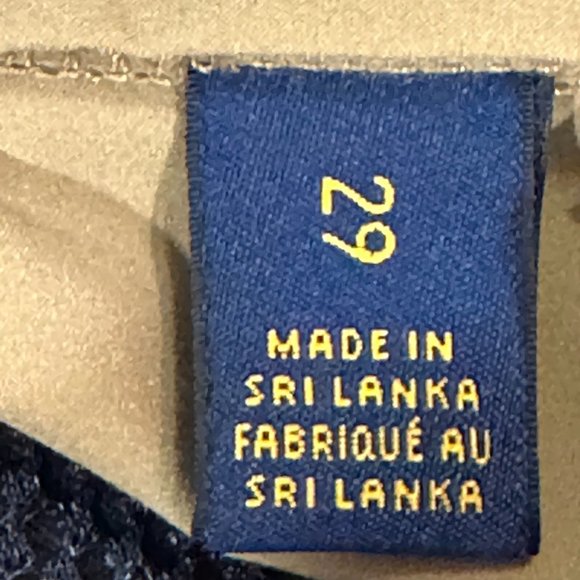 29
MADE IN
SRI LANKA
FABRIQUÉ AU
SRI LANKA